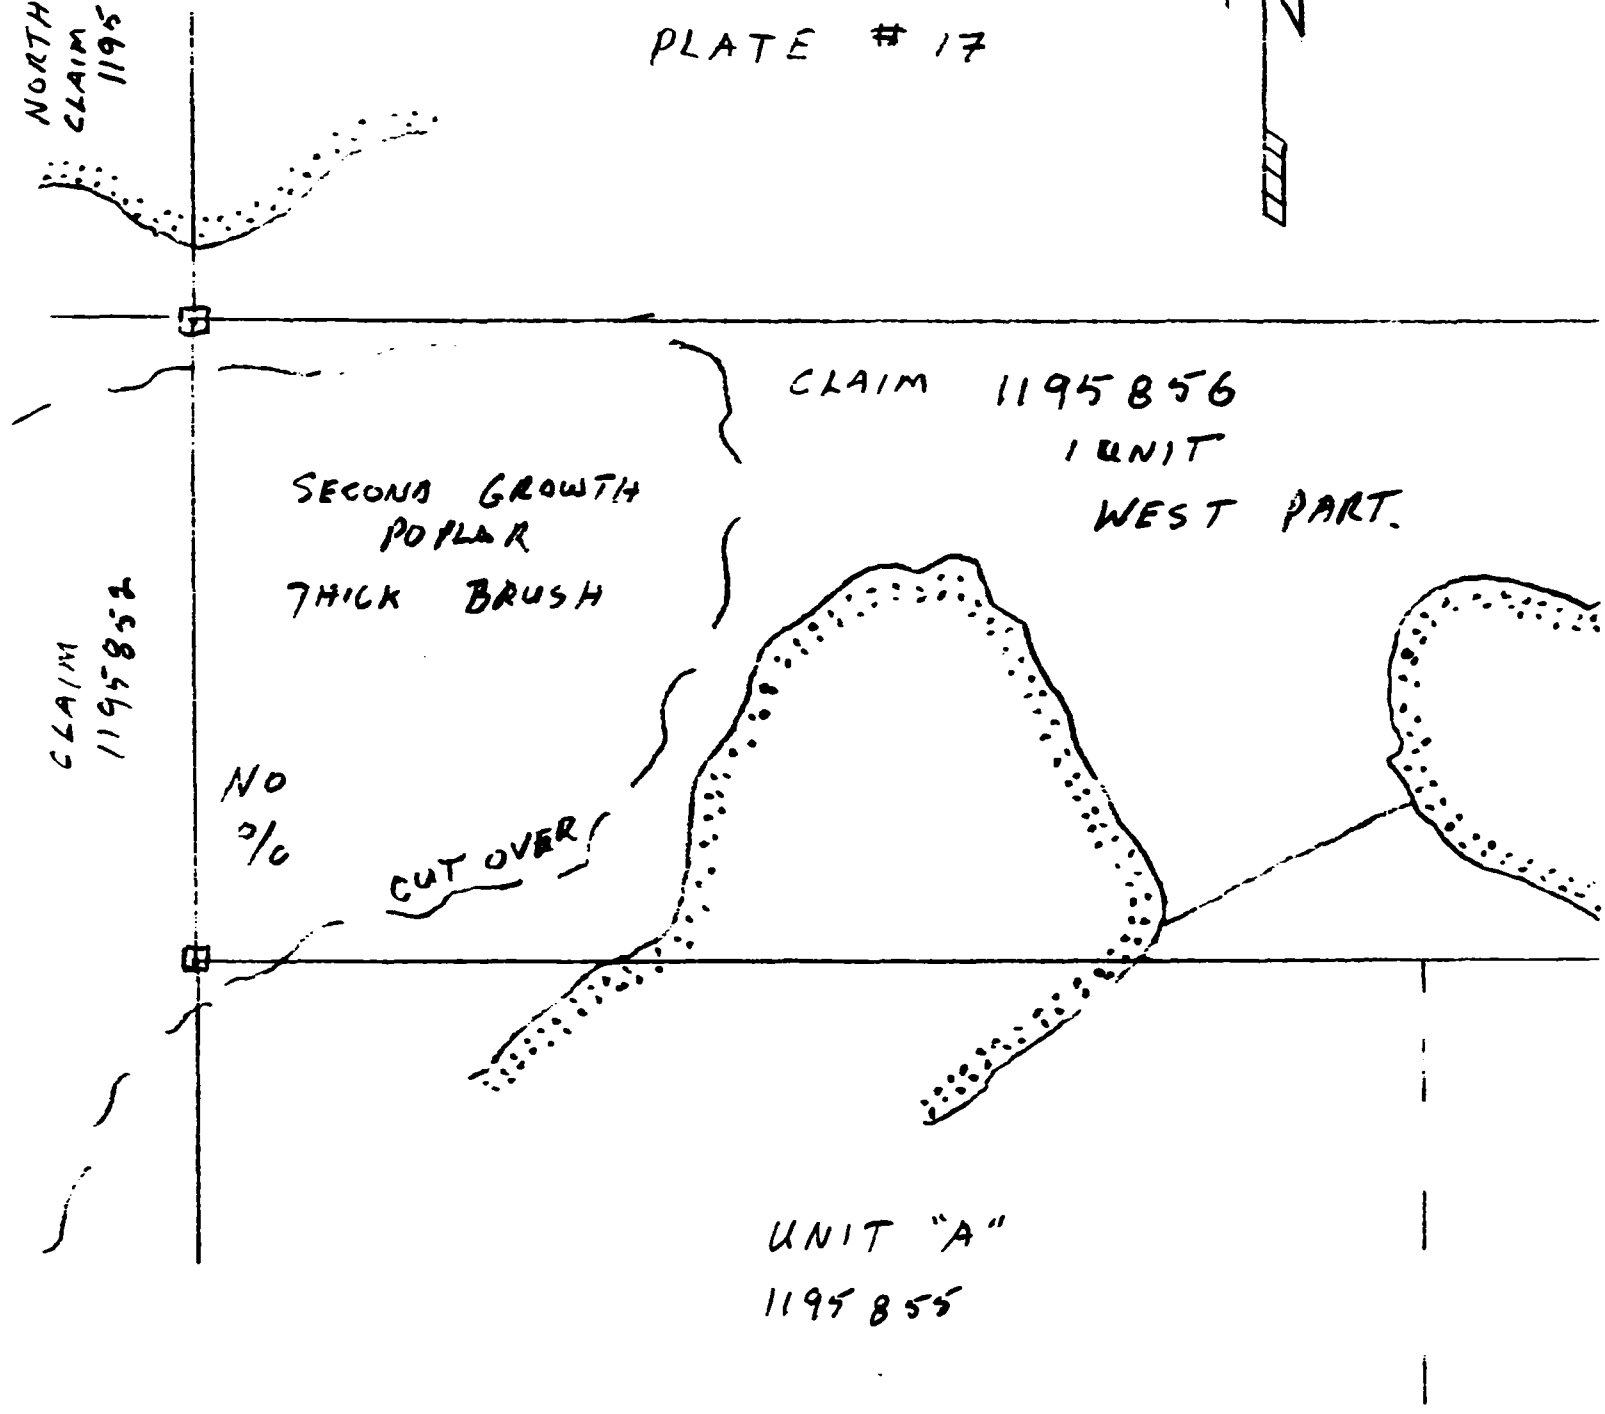 PLATE # 17
NORTH
CLAIM
1195
CLAIM 1195856
1 UNIT
WEST PART.
SECOND GROWTH
POPLAR
THICK BRUSH
CLAIM
1195852
NO
O/C
CUT OVER
UNIT "A"
1195855